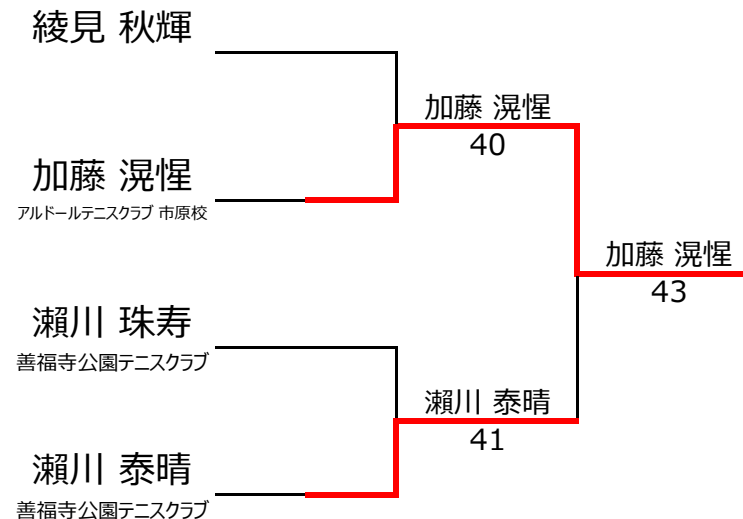 綾見 秋輝
加藤 滉惺
40
加藤 滉惺
アルドールテニスクラブ 市原校
加藤 滉惺
43
瀨川 珠寿
善福寺公園テニスクラブ
瀨川 泰晴
41
瀨川 泰晴
善福寺公園テニスクラブ